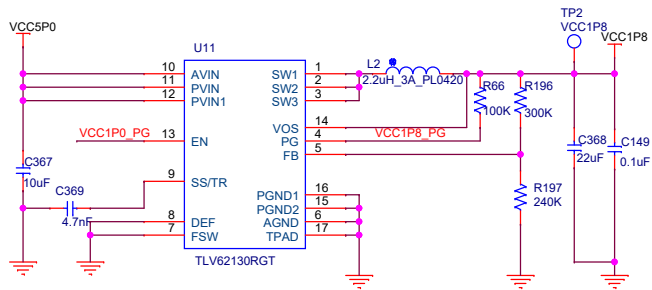 TP2
VCC5P0
VCC1P8
VCC1P8
U11
L2
2.2uH_3A_PL0420
10
AVIN
SW1
1
11
PVIN
SW2
2
12
PVIN1
SW3
3
R66
100K
R196
300K
VOS
14
VCC1P0_PG
13
EN
PG
4
VCC1P8_PG
FB
5
C368
22uF
C149
0.1uF
C367
10uF
C369
4.7nF
9
SS/TR
PGND1
16
PGND2
15
8
DEF
AGND
6
7
FSW
TPAD
17
R197
240K
TLV62130RGT